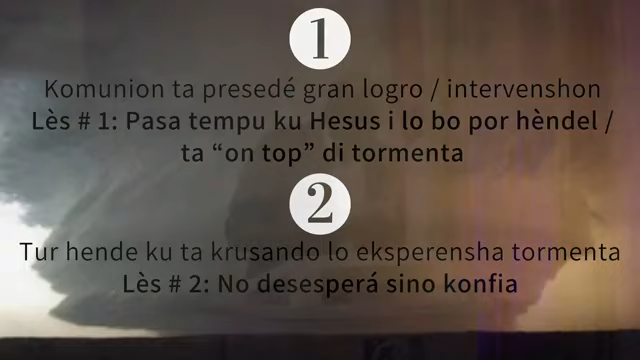 1
Komunion ta presedé gran logro / intervenshon
Lès # 1: Pasa tempu ku Hesus i lo bo por hèndel /
ta “on top” di tormenta
2
Tur hende ku ta krusando lo eksperensha tormenta
Lès # 2: No desesperá sino konfia